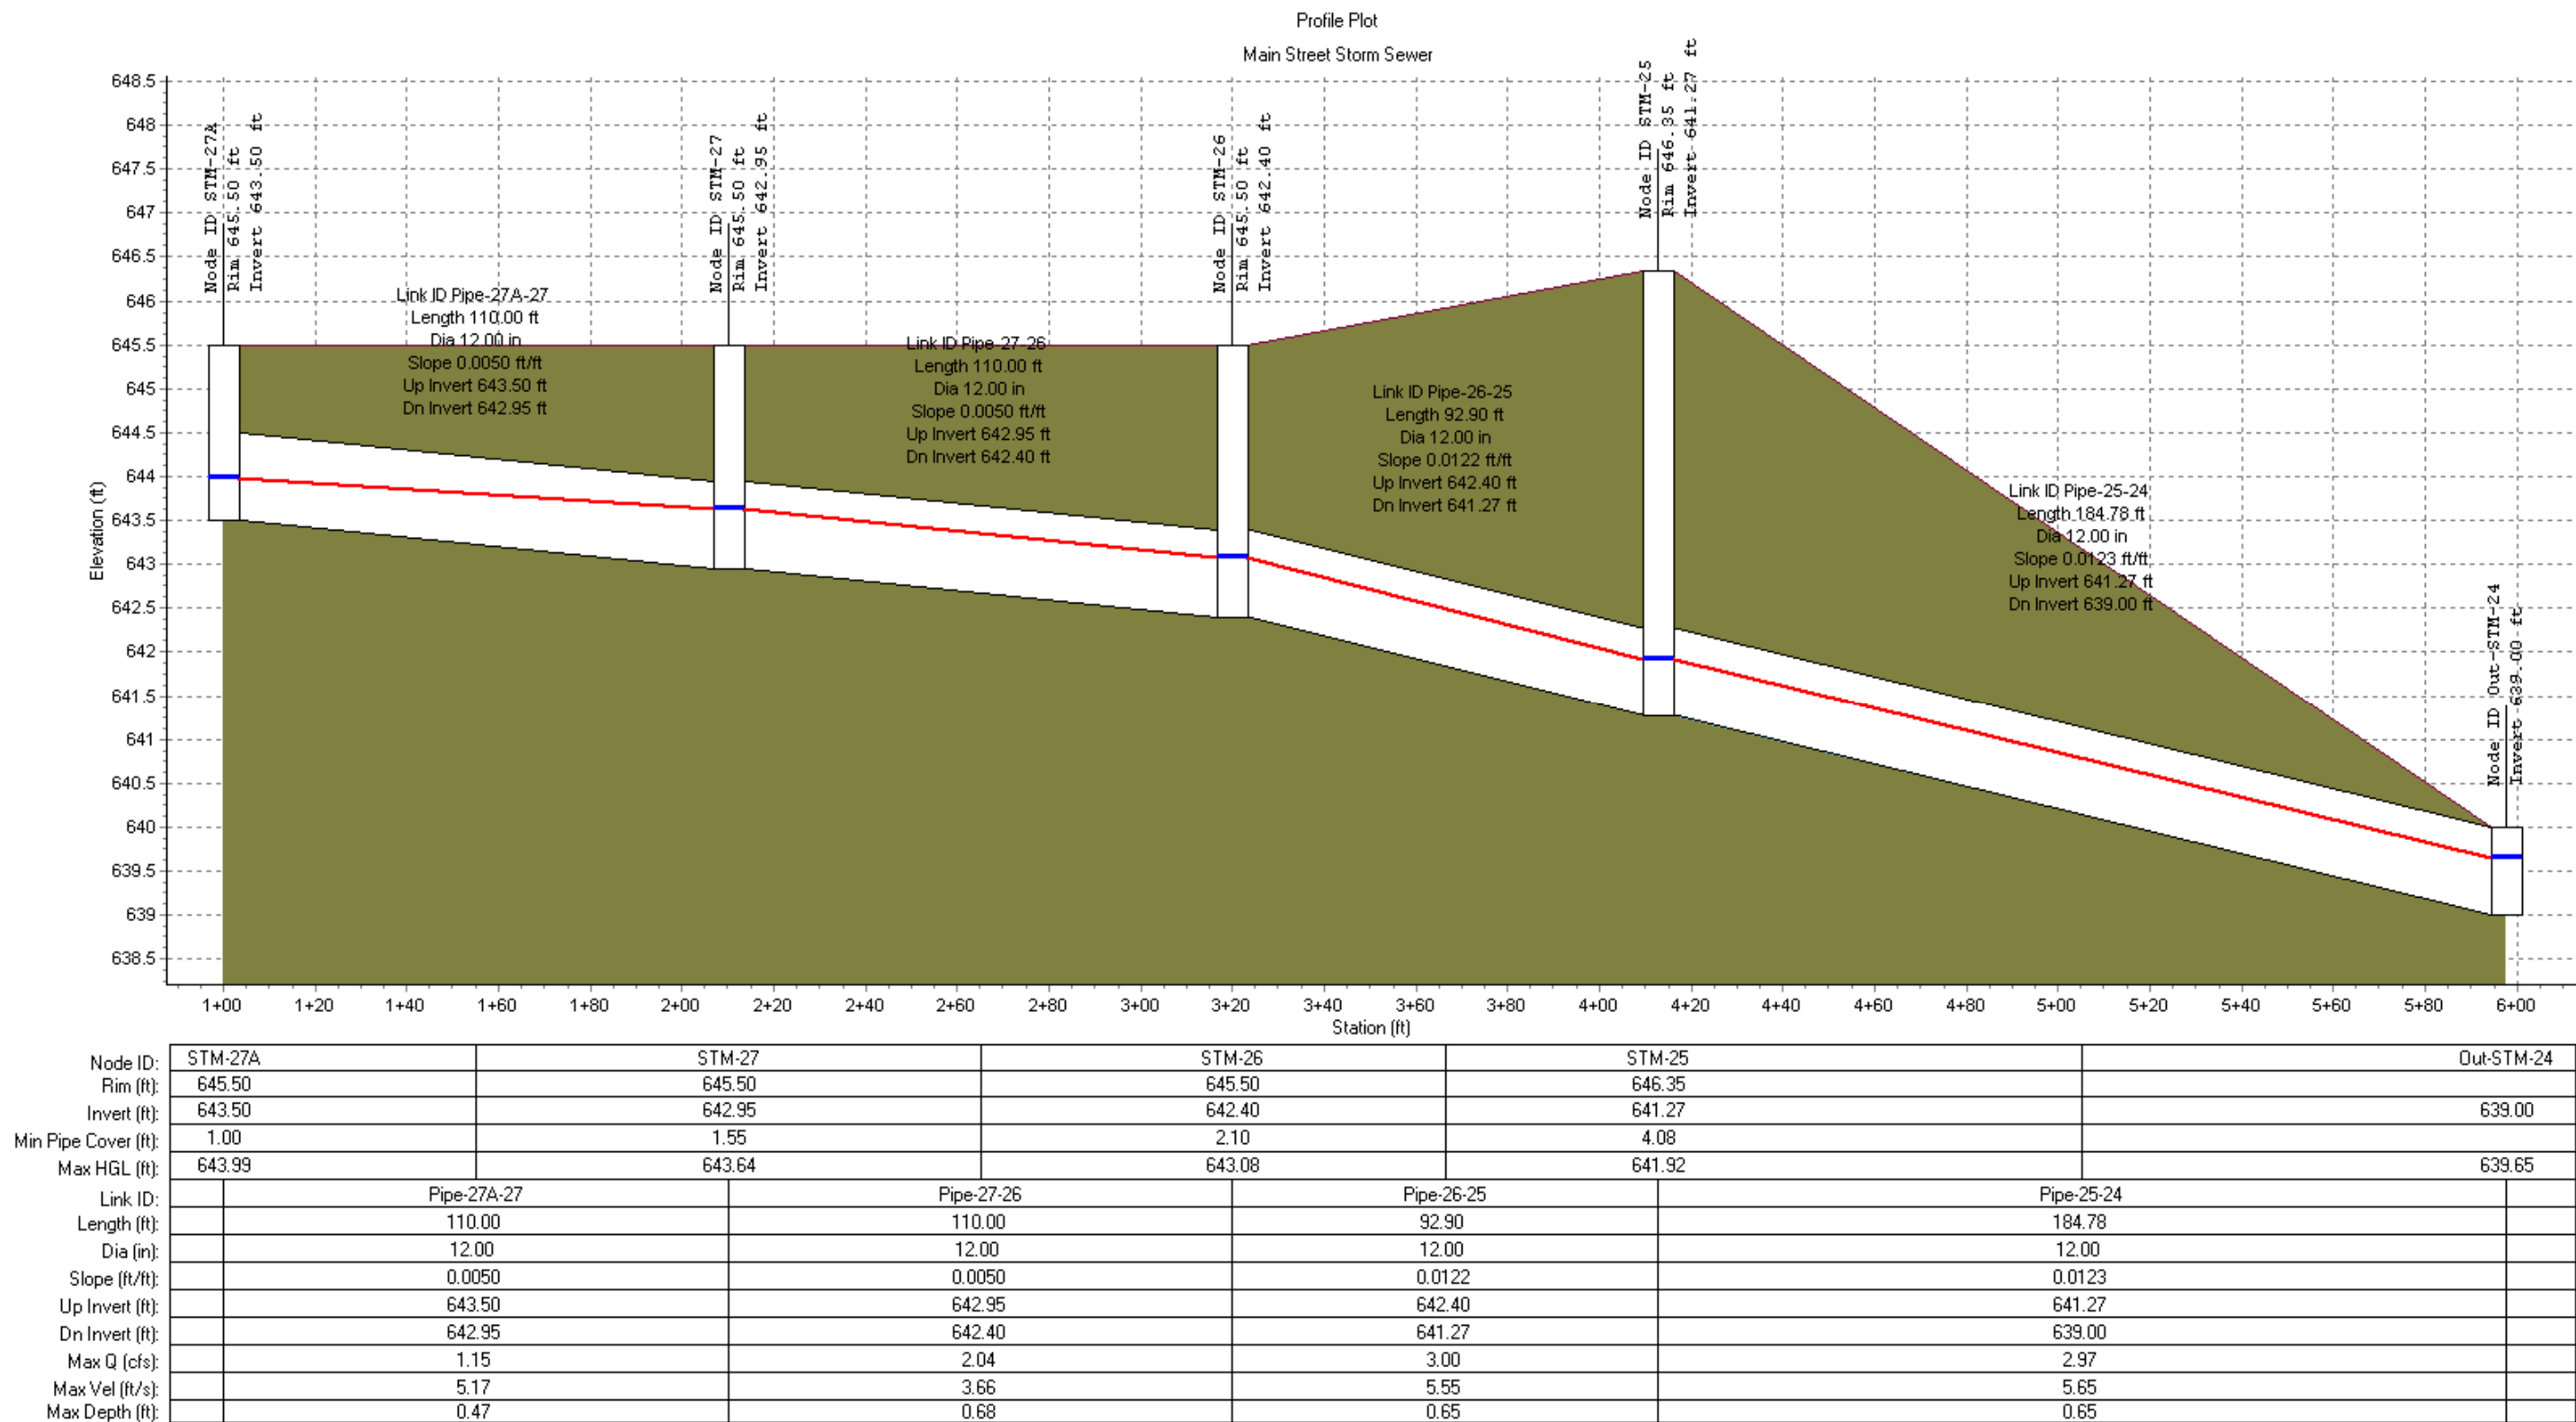 Profile Plot
Main Street Storm Sewer
648.5
648
647.5
647
646.5
646
645.5
645
644.5
644
643.5
643
642.5
642
641.5
641
640.5
640
639.5
639
638.5
Elevation (ft)
Node ID STM-27A
Rim 645.50 ft
Invert 643.50 ft
Node ID STM-27
Rim 645.50 ft
Invert 642.95 ft
Node ID STM-26
Rim 645.50 ft
Invert 642.40 ft
Node ID STM-25
Rim 646.35 ft
Invert 641.27 ft
Node ID Out-STM-24
Invert 639.00 ft
Link ID Pipe-27A-27
Length 110.00 ft
Dia 12.00 in
Slope 0.0050 ft/ft
Up Invert 643.50 ft
Dn Invert 642.95 ft
Link ID Pipe-27-26
Length 110.00 ft
Dia 12.00 in
Slope 0.0050 ft/ft
Up Invert 642.95 ft
Dn Invert 642.40 ft
Link ID Pipe-26-25
Length 92.90 ft
Dia 12.00 in
Slope 0.0122 ft/ft
Up Invert 642.40 ft
Dn Invert 641.27 ft
Link ID Pipe-25-24
Length 184.78 ft
Dia 12.00 in
Slope 0.0123 ft/ft
Up Invert 641.27 ft
Dn Invert 639.00 ft
1+00 1+20 1+40 1+60 1+80 2+00 2+20 2+40 2+60 2+80 3+00 3+20 3+40 3+60 3+80 4+00 4+20 4+40 4+60 4+80 5+00 5+20 5+40 5+60 5+80 6+00
Station (ft)
Node ID: STM-27A STM-27 STM-26 STM-25 Out-STM-24
Rim (ft): 645.50 645.50 645.50 646.35
Invert (ft): 643.50 642.95 642.40 641.27 639.00
Min Pipe Cover (ft): 1.00 1.55 2.10 4.08
Max HGL (ft): 643.99 643.64 643.08 641.92 639.65
Link ID: Pipe-27A-27 Pipe-27-26 Pipe-26-25 Pipe-25-24
Length (ft): 110.00 110.00 92.90 184.78
Dia (in): 12.00 12.00 12.00 12.00
Slope (ft/ft): 0.0050 0.0050 0.0122 0.0123
Up Invert (ft): 643.50 642.95 642.40 641.27
Dn Invert (ft): 642.95 642.40 641.27 639.00
Max Q (cfs): 1.15 2.04 3.00 2.97
Max Vel (ft/s): 5.17 3.66 5.55 5.65
Max Depth (ft): 0.47 0.68 0.65 0.65